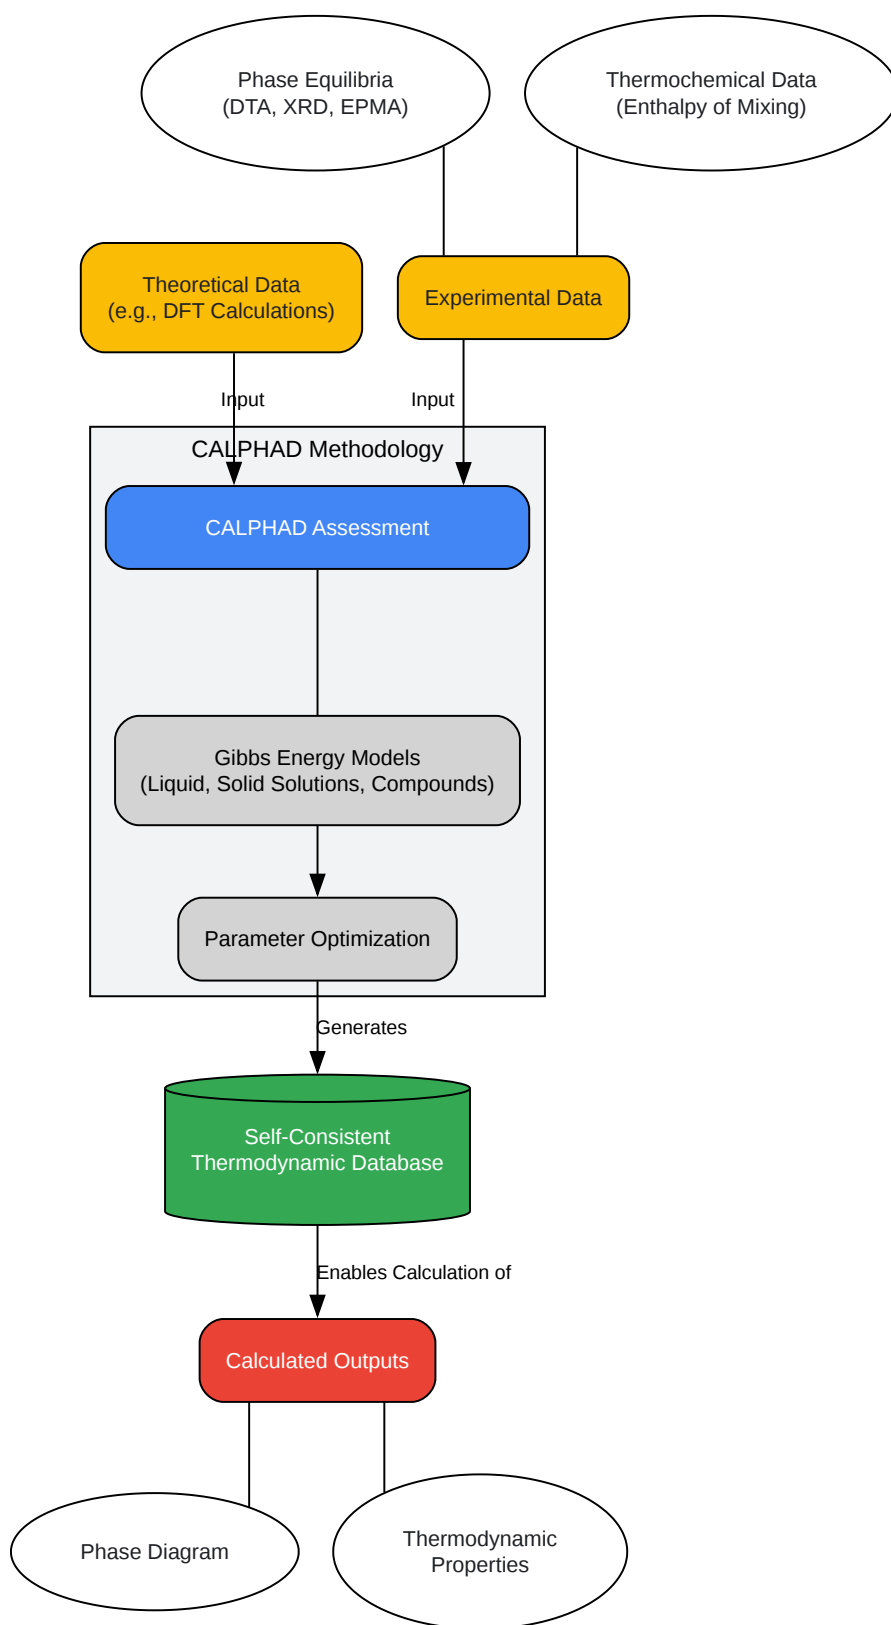 Phase Equilibria
(DTA, XRD, EPMA)
Thermochemical Data
(Enthalpy of Mixing)
Theoretical Data
(e.g., DFT Calculations)
Experimental Data
Input
Input
CALPHAD Methodology
CALPHAD Assessment
Gibbs Energy Models
(Liquid, Solid Solutions, Compounds)
Parameter Optimization
Generates
Self-Consistent
Thermodynamic Database
Enables Calculation of
Calculated Outputs
Phase Diagram
Thermodynamic
Properties